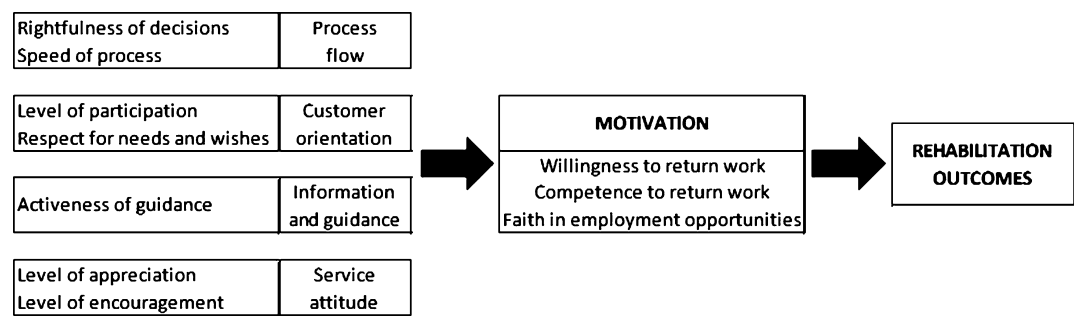 Rightfulness of decisions
Speed of process
Process
flow
Level of participation
Respect for needs and wishes
Customer
orientation
Activeness of guidance
Information
and guidance
Level of appreciation
Level of encouragement
Service
attitude
MOTIVATION
Willingness to return work
Competence to return work
Faith in employment opportunities
REHABILITATION
OUTCOMES